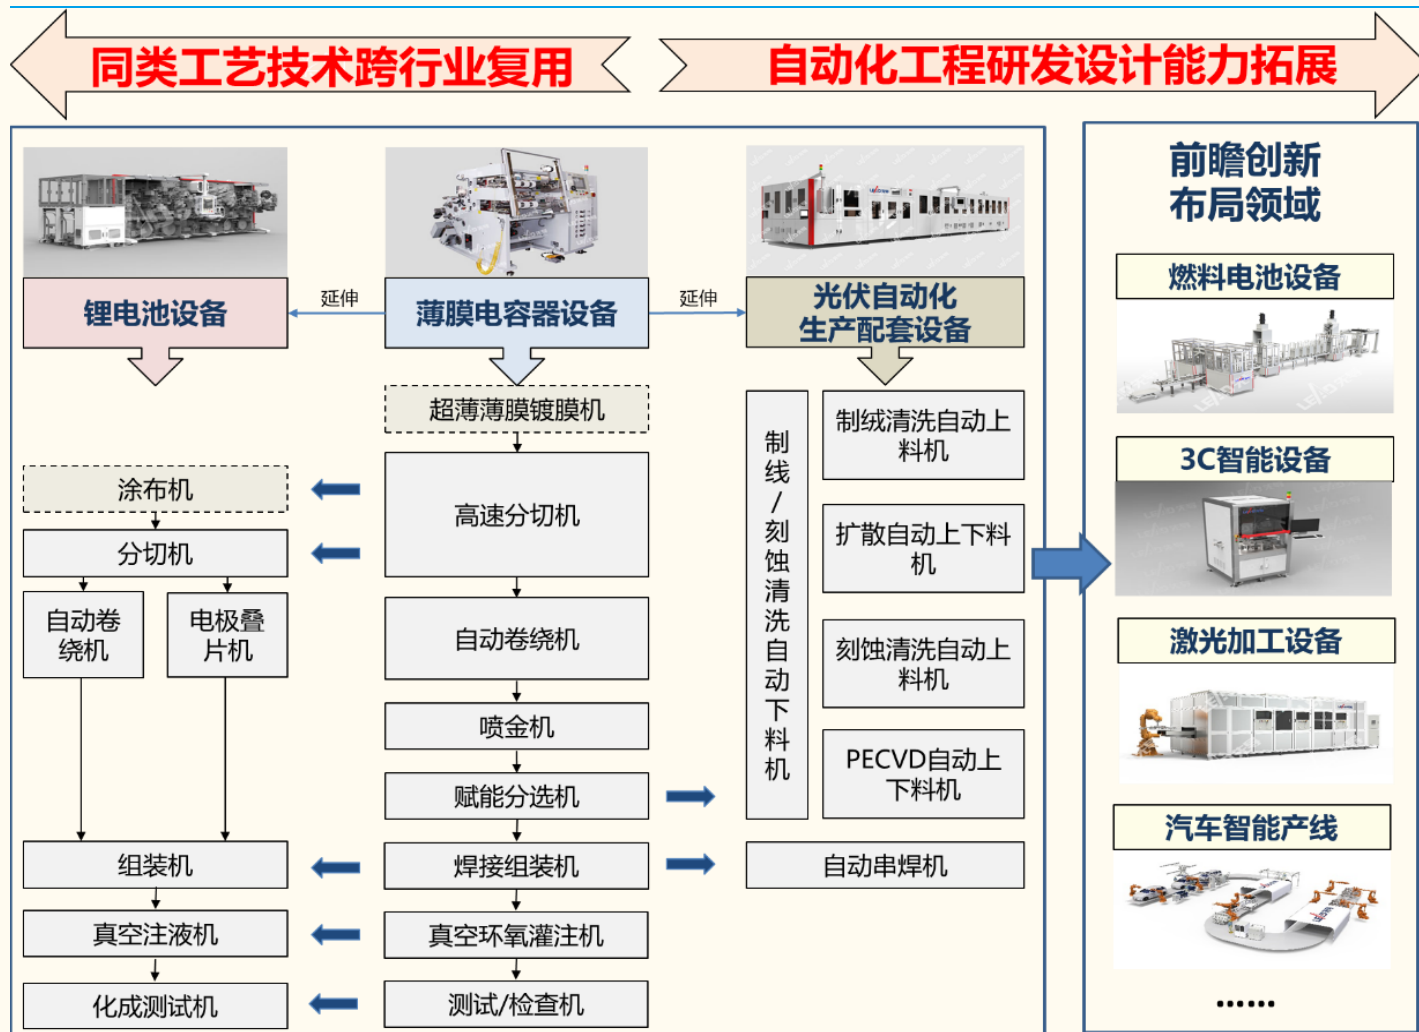 同类工艺技术跨行业复用
自动化工程研发设计能力拓展
锂电池设备
延伸
薄膜电容器设备
延伸
光伏自动化
生产配套设备
涂布机
分切机
自动卷
绕机
电极叠
片机
组装机
真空注液机
化成测试机
超薄薄膜镀膜机
高速分切机
自动卷绕机
喷金机
赋能分选机
焊接组装机
真空环氧灌注机
测试/检查机
制线/刻蚀清洗自动下料机
制绒清洗自动上
料机
扩散自动上下料
机
刻蚀清洗自动上
料机
PECVD自动上
下料机
自动串焊机
前瞻创新
布局领域
燃料电池设备
3C智能设备
激光加工设备
汽车智能产线
......